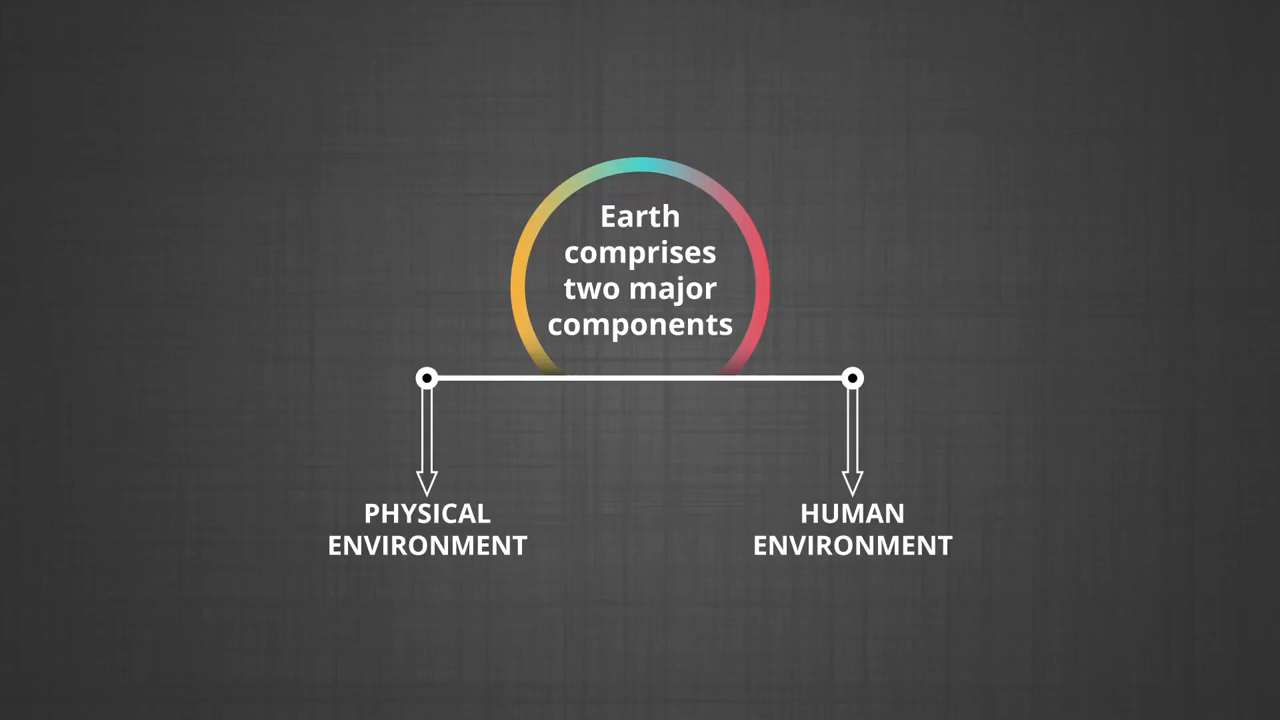 Earth
comprises
two major
components
PHYSICAL
ENVIRONMENT
HUMAN
ENVIRONMENT